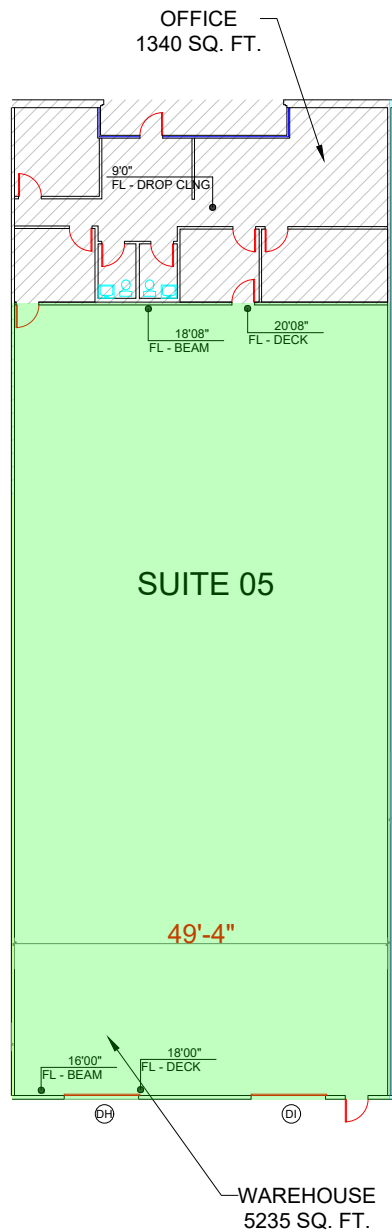 OFFICE
1340 SQ. FT.
9'0"
FL - DROP CLNG
18'08"
FL - BEAM
20'08"
FL - DECK
SUITE 05
49'-4"
16'00"
FL - BEAM
18'00"
FL - DECK
DH
DI
WAREHOUSE
5235 SQ. FT.